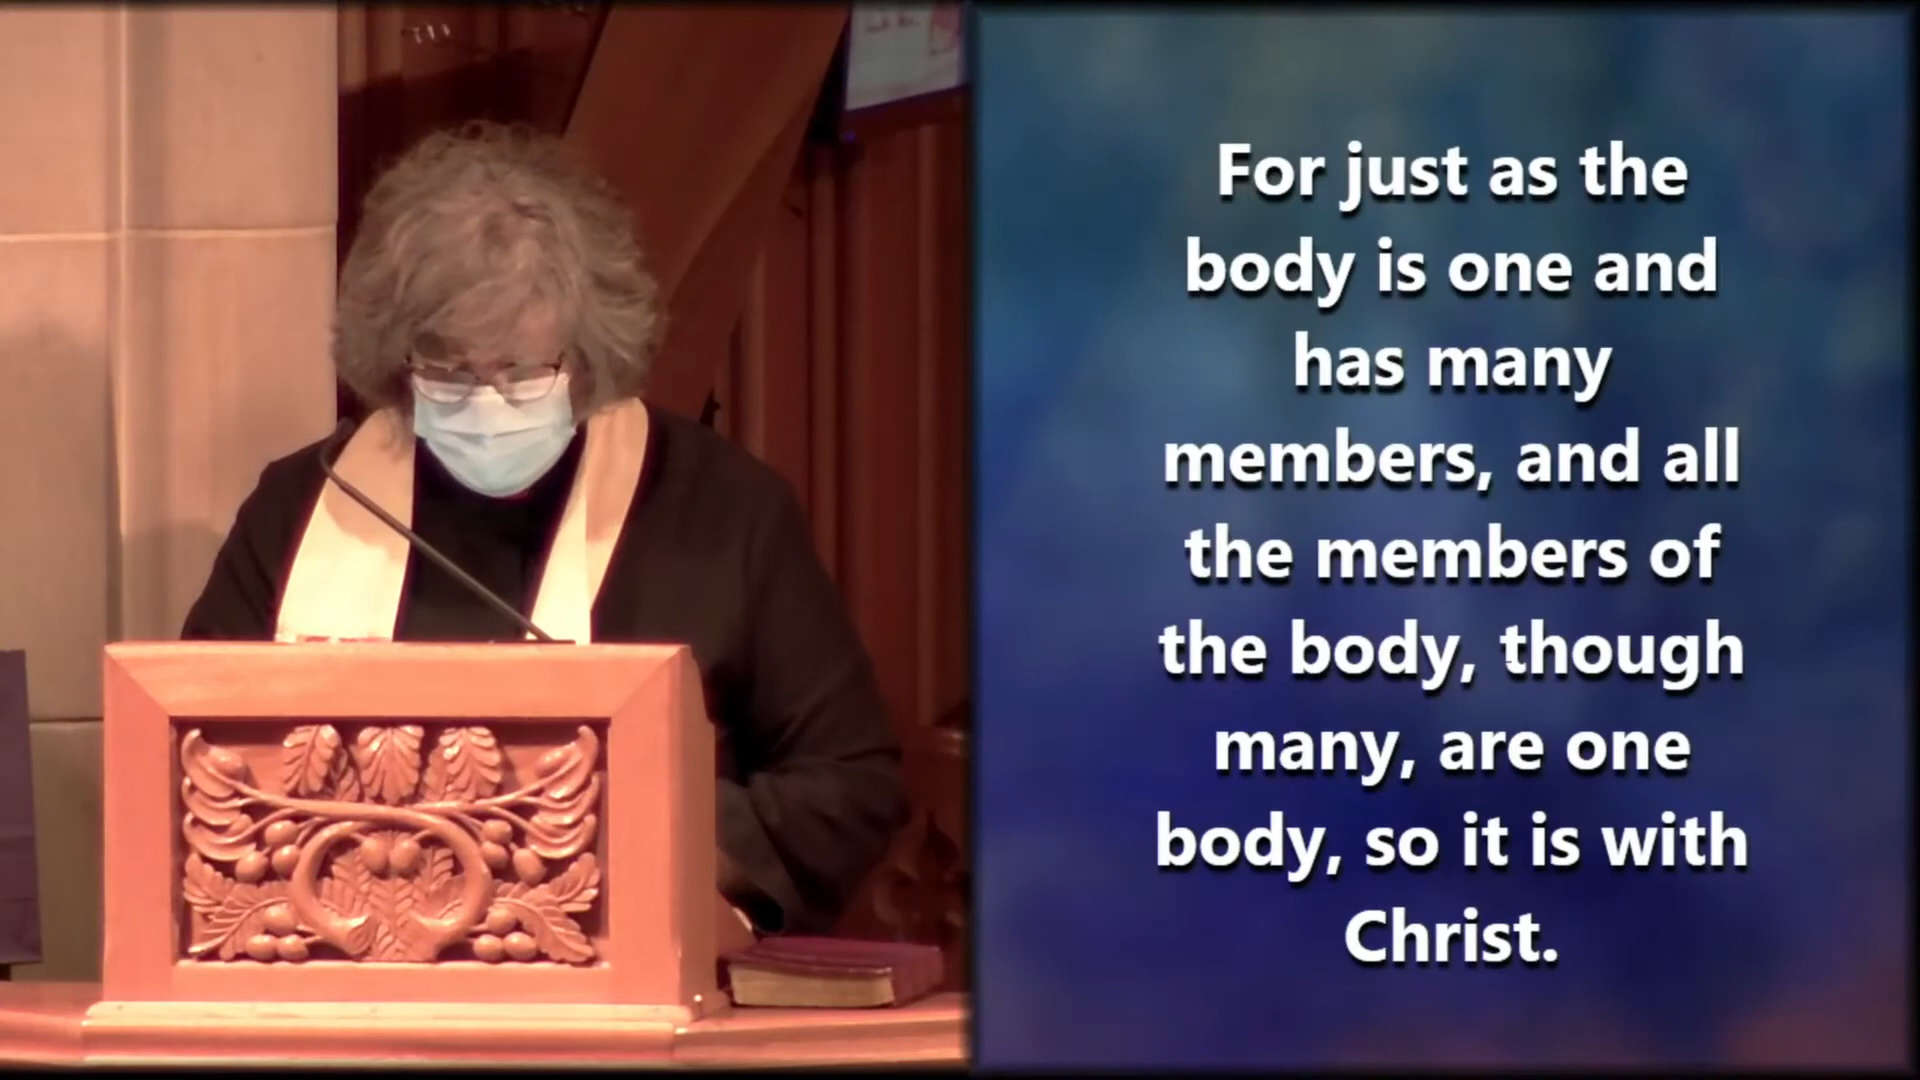 For just as the
body is one and
has many
members, and all
the members of
the body, though
many, are one
body, so it is with
Christ.